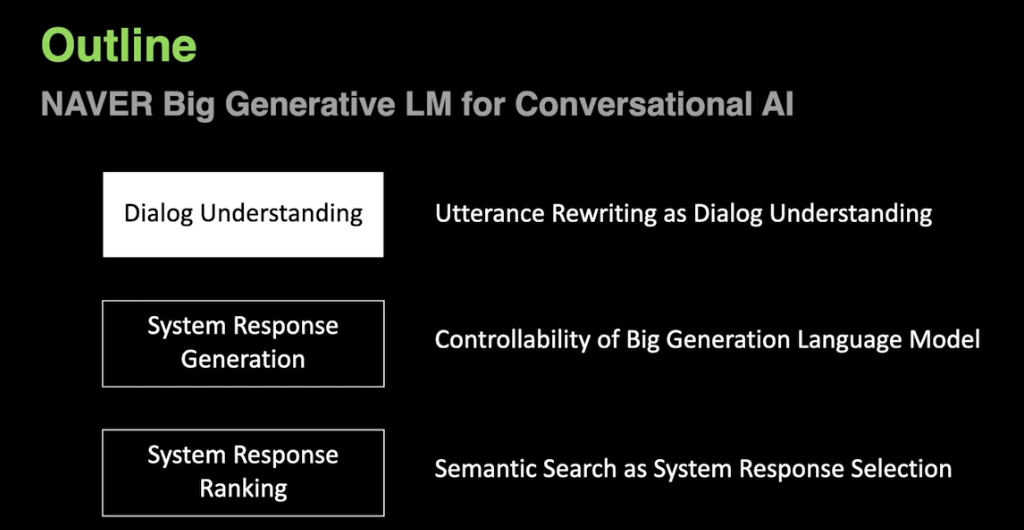 Outline
NAVER Big Generative LM for Conversational AI
Dialog Understanding
Utterance Rewriting as Dialog Understanding
System Response
Generation
Controllability of Big Generation Language Model
System Response
Ranking
Semantic Search as System Response Selection